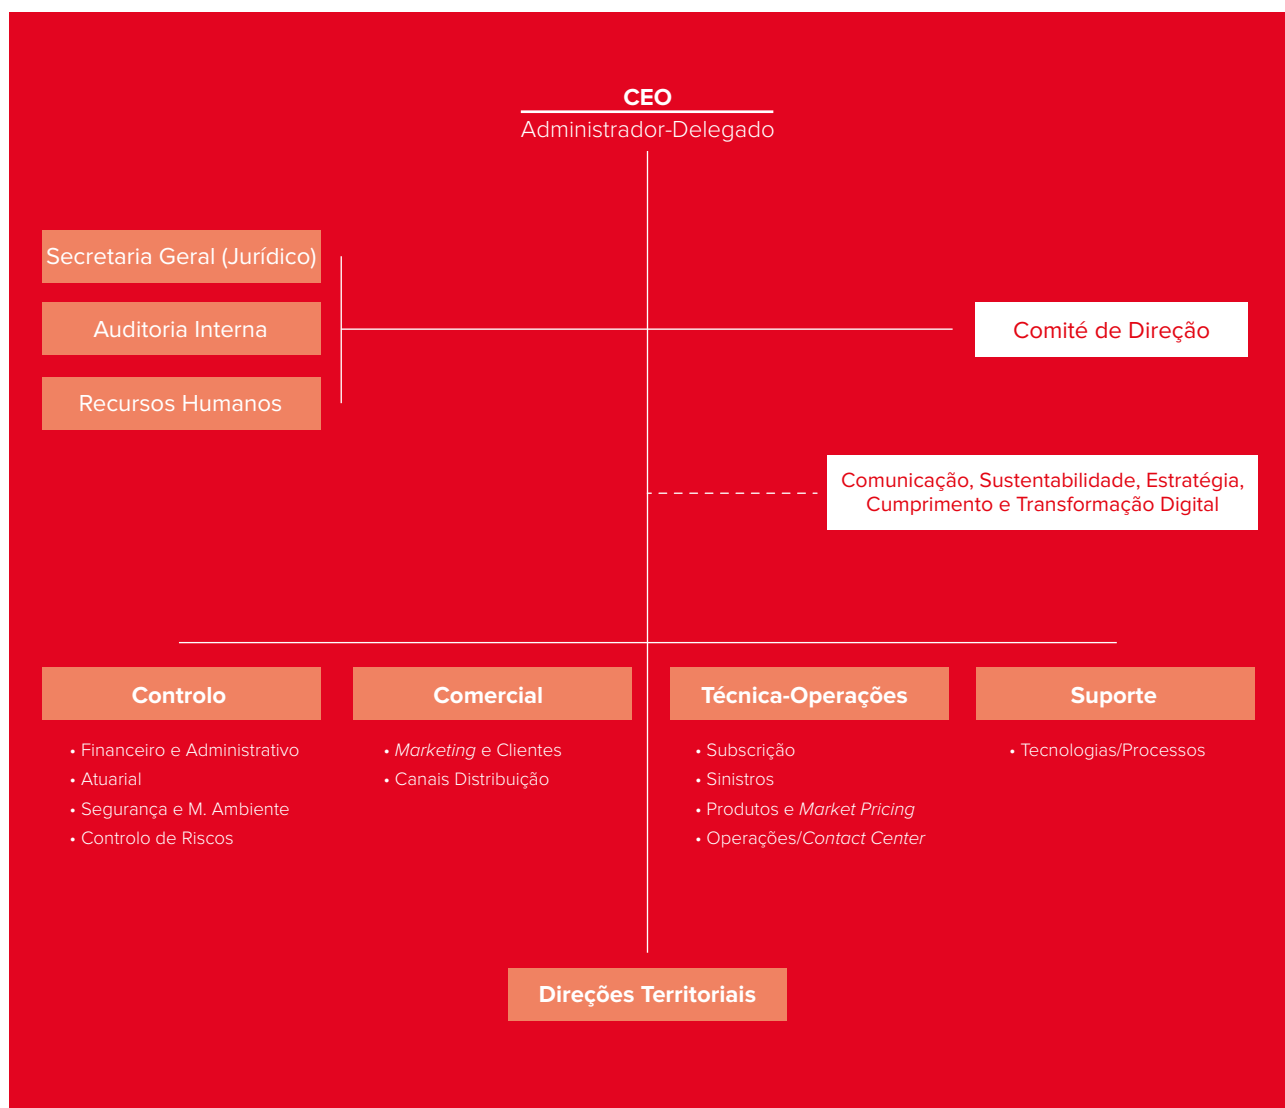 CEO
Administrador-Delegado
Secretaria Geral (Jurídico)
Auditoria Interna
Recursos Humanos
Comité de Direção
Comunicação, Sustentabilidade, Estratégia,
Cumprimento e Transformação Digital
Controlo
• Financeiro e Administrativo
• Atuarial
• Segurança e M. Ambiente
• Controlo de Riscos
Comercial
• Marketing e Clientes
• Canais Distribuição
Técnica-Operações
• Subscrição
• Sinistros
• Produtos e Market Pricing
• Operações/Contact Center
Suporte
• Tecnologias/Processos
Direções Territoriais